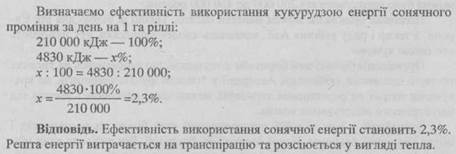 Визначаємо ефективність використання кукурудзою енергії сонячного
проміння за день на 1 га ріллі:
210 000 кДж — 100%;
4830 кДж — x%;
x : 100 = 4830 : 210 000;
x = 4830·100% / 210 000 =2,3%.
Відповідь. Ефективність використання сонячної енергії становить 2,3%.
Решта енергії витрачається на транспірацію та розсіюється у вигляді тепла.